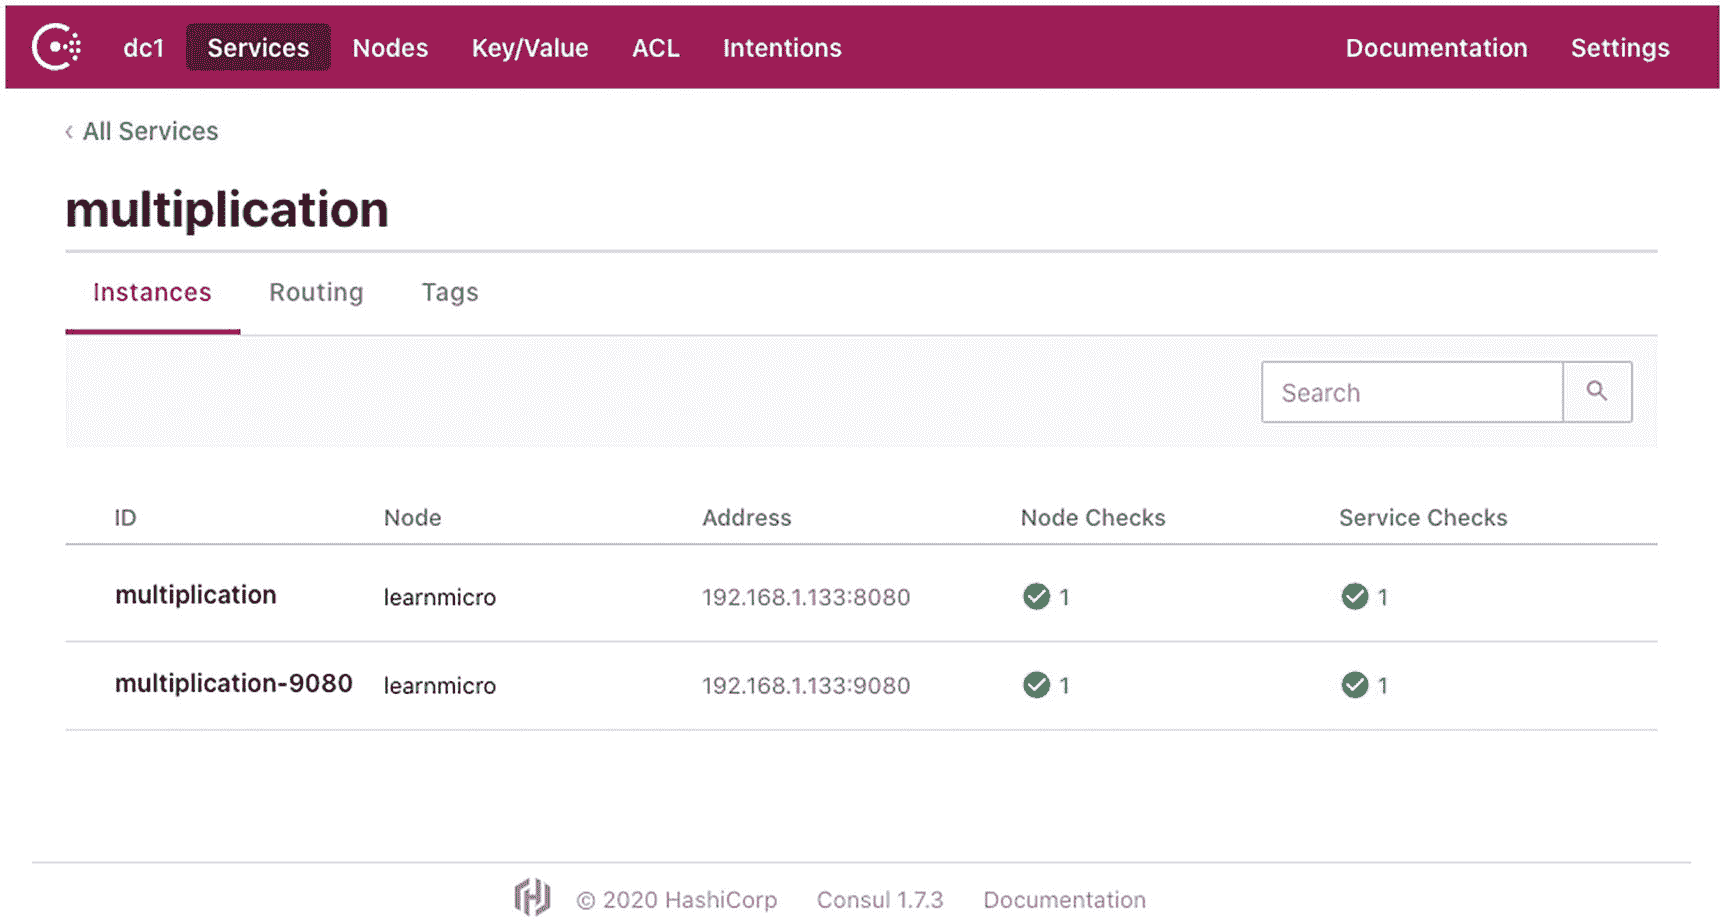 dc1 Services Nodes Key/Value ACL Intentions Documentation Settings
‹ All Services
multiplication
Instances Routing Tags
Search
ID Node Address Node Checks Service Checks
multiplication learnmicro 192.168.1.133:8080 1 1
multiplication-9080 learnmicro 192.168.1.133:9080 1 1
© 2020 HashiCorp Consul 1.7.3 Documentation